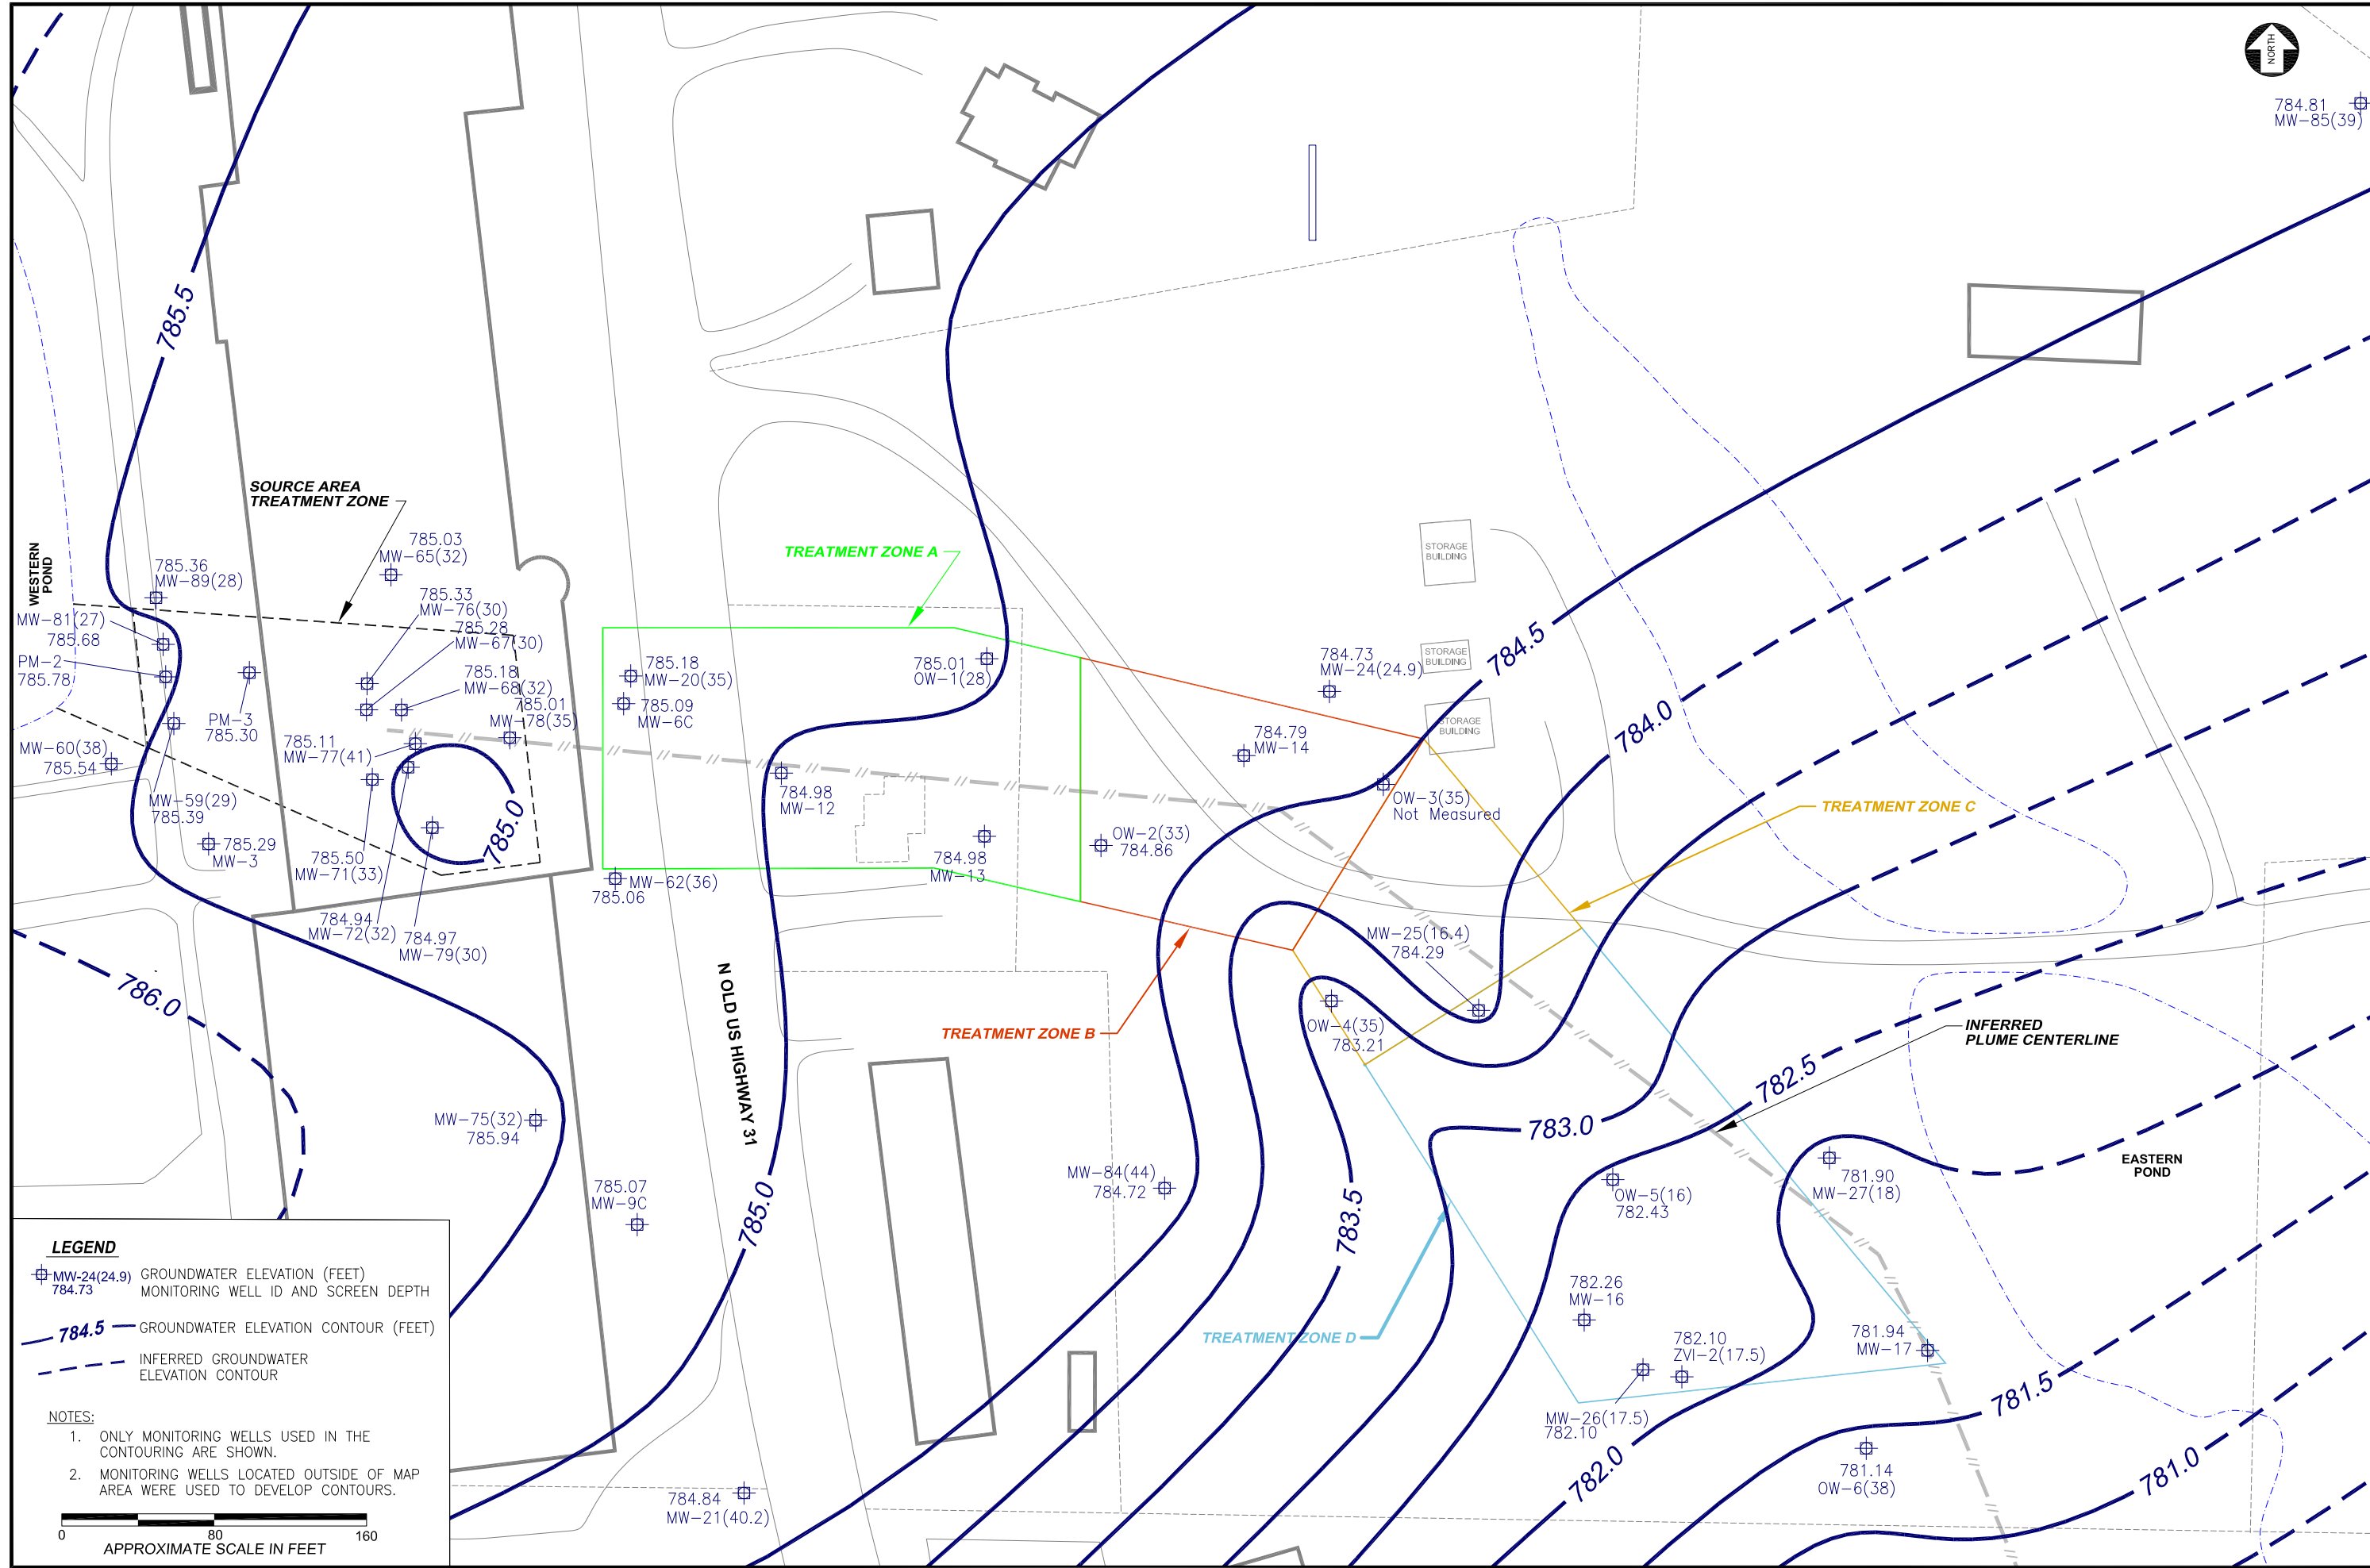 NORTH
784.81
MW-85(39)
785.5
SOURCE AREA
TREATMENT ZONE
785.03
MW-65(32)
WESTERN
POND
785.36
MW-89(28)
MW-81(27)
785.68
PM-2
785.78
785.33
MW-76(30)
785.28
MW-67(30)
785.18
MW-68(32)
785.01
MW-78(35)
PM-3
785.30
MW-60(38)
785.54
785.11
MW-77(41)
MW-59(29)
785.39
785.29
MW-3
785.50
MW-71(33)
785.0
784.94
MW-72(32)
784.97
MW-79(30)
786.0
TREATMENT ZONE A
785.18
MW-20(35)
785.09
MW-6C
785.01
OW-1(28)
784.98
MW-12
784.98
MW-13
MW-62(36)
785.06
STORAGE
BUILDING
STORAGE
BUILDING
STORAGE
BUILDING
784.73
MW-24(24.9)
784.5
784.79
MW-14
784.0
OW-3(35)
Not Measured
TREATMENT ZONE C
OW-2(33)
784.86
MW-25(16.4)
784.29
OW-4(35)
783.21
TREATMENT ZONE B
N OLD US HIGHWAY 31
INFERRED
PLUME CENTERLINE
782.5
783.0
MW-75(32)
785.94
785.07
MW-9C
785.0
MW-84(44)
784.72
783.5
OW-5(16)
782.43
781.90
MW-27(18)
EASTERN
POND
782.26
MW-16
TREATMENT ZONE D
782.10
ZVI-2(17.5)
781.94
MW-17
781.5
MW-26(17.5)
782.10
782.0
781.14
OW-6(38)
781.0
784.84
MW-21(40.2)
LEGEND
MW-24(24.9)
784.73
GROUNDWATER ELEVATION (FEET)
MONITORING WELL ID AND SCREEN DEPTH
784.5
GROUNDWATER ELEVATION CONTOUR (FEET)
INFERRED GROUNDWATER
ELEVATION CONTOUR
NOTES:
1. ONLY MONITORING WELLS USED IN THE
CONTOURING ARE SHOWN.
2. MONITORING WELLS LOCATED OUTSIDE OF MAP
AREA WERE USED TO DEVELOP CONTOURS.
0 80 160
APPROXIMATE SCALE IN FEET